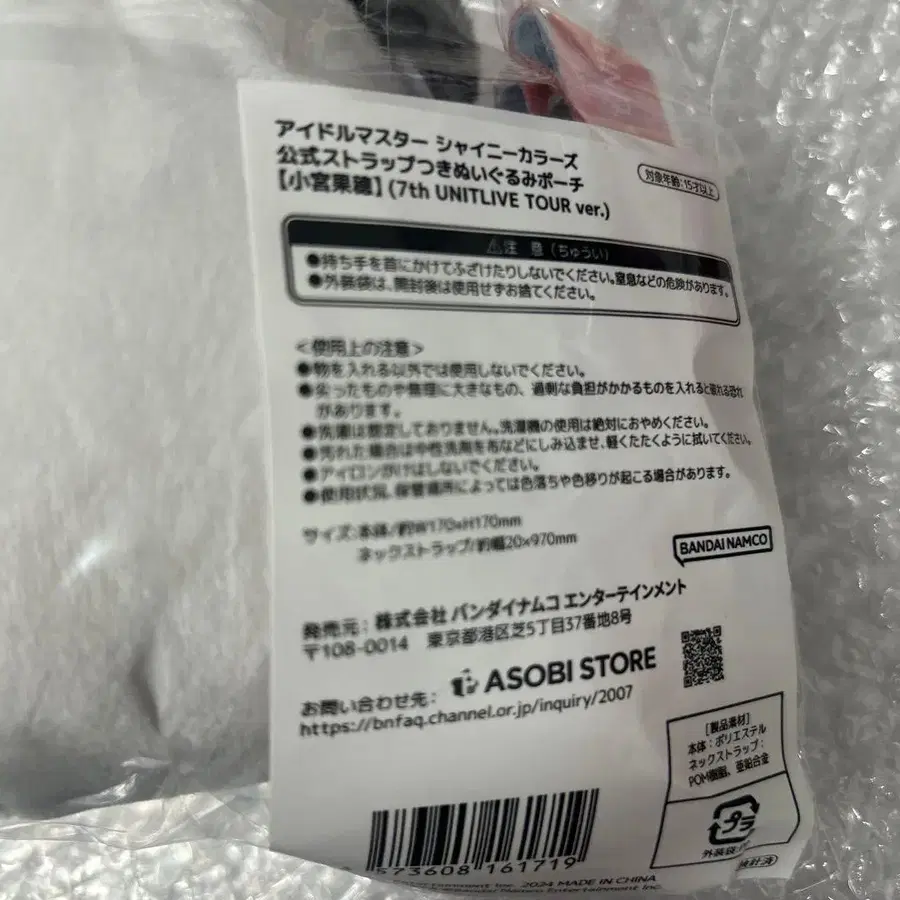 アイドルマスター シャイニーカラーズ
公式ストラップつきぬいぐるみポーチ
【小宮果穂】(7th UNITLIVE TOUR ver.)
対象年齢:15才以上
⚠注 意(ちゅうい)
●持ち手を首にかけてふざけたりしないでください。窒息などの危険があります。
●外装袋は、開封後は使用せずお捨てください。
<使用上の注意>
●物を入れる以外では使用しないでください。
●尖ったものや無理に大きなもの、過剰な負担がかかるものを入れると破れる恐れ
があります。
●洗濯は想定しておりません。洗濯機の使用は絶対におやめください。
●汚れた場合は中性洗剤を布などにしみ込ませ、軽くたたくように拭いてください。
●アイロンがけはしないでください。
●使用状況、保管場所によっては色落ちや色移りが起こる場合があります。
サイズ:本体/約W170×H170mm
ネックストラップ/約幅20×970mm
BANDAI NAMCO
発売元:株式会社 バンダイナムコ エンターテインメント
〒108-0014 東京都港区芝5丁目37番地8号
お問い合わせ先: ASOBI STORE
https://bnfaq.channel.or.jp/inquiry/2007
[製品素材]
本体:ポリエステル
ネックストラップ:
POM樹脂、亜鉛合金
プラ
外装袋
573608 161719
2024 MADE IN CHINA
Bandai Namco Entertainment Inc.